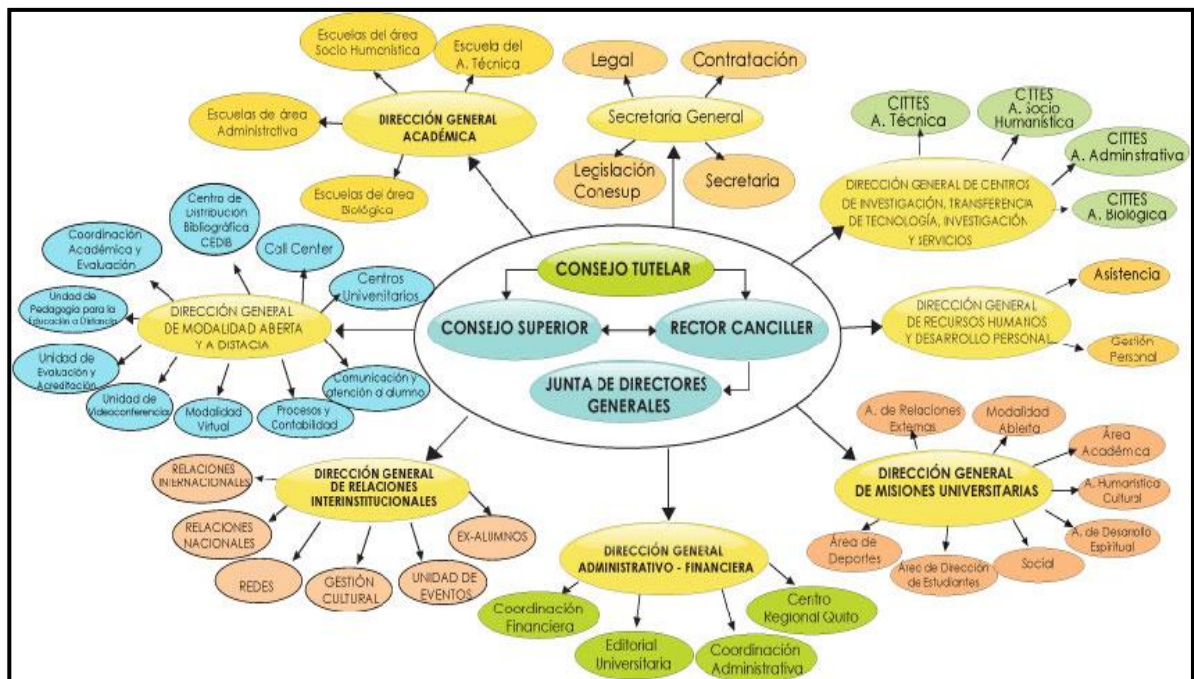 Escuelas del área
Socio Humanística
Escuela del
A. Técnica
Escuelas de área
Administrctiva
DIRECCIÓN GENERAL
ACADÉMICA
Escuelas del área
Biológica
Legal
Contratación
Secretaría General
Legislación
Conesup
Secretaria
CITTES
A. Técnica
CITTES
A. Socio
Humanística
CITTES
A. Adminstrativa
CITTES
A. Biológica
DIRECCIÓN GENERAL DE CENTROS
DE INVESTIGACIÓN, TRANSFERENCIA
DE TECNOLOGÍA, INVESTIGACIÓN
Y SERVICIOS
Centro de
Distribución
Bibliográfica
CEDIB
Coordinación
Académica y
Evaluación
Call Center
Centros
Universitarios
Unidad de
Pedagogía para la
Educación a Distancia
DIRECCIÓN GENERAL
DE MODALIDAD ABERTA
Y A DISTACIA
Unidad de
Evaluación y
Acreditación
Unidad de
Videoconferencias
Modalidad
Virtual
Procesos y
Contabilidad
Comunicación y
atención al alumno
CONSEJO TUTELAR
CONSEJO SUPERIOR
RECTOR CANCILLER
JUNTA DE DIRECTORES
GENERALES
Asistencia
DIRECCIÓN GENERAL
DE RECURSOS HUMANOS
Y DESARROLLO PERSONAL
Gestión
Personal
A. de Relaciones
Externas
Modalidad
Abierta
Área
Académica
DIRECCIÓN GENERAL
DE MISIONES UNIVERSITARIAS
A. Humanística
Cultural
A. de Desarrollo
Espiritual
Área de
Deportes
Área de Dirección
de Estudiantes
Social
RELACIONES
INTERNACIONALES
DIRECCIÓN GENERAL
DE RELACIONES
INTERINSTITUCIONALES
RELACIONES
NACIONALES
REDES
GESTIÓN
CULTURAL
UNIDAD DE
EVENTOS
EX-ALUMNOS
DIRECCIÓN GENERAL
ADMINISTRATIVO - FINANCIERA
Coordinación
Financiera
Editorial
Universitaria
Coordinación
Administrativa
Centro
Regional Quito